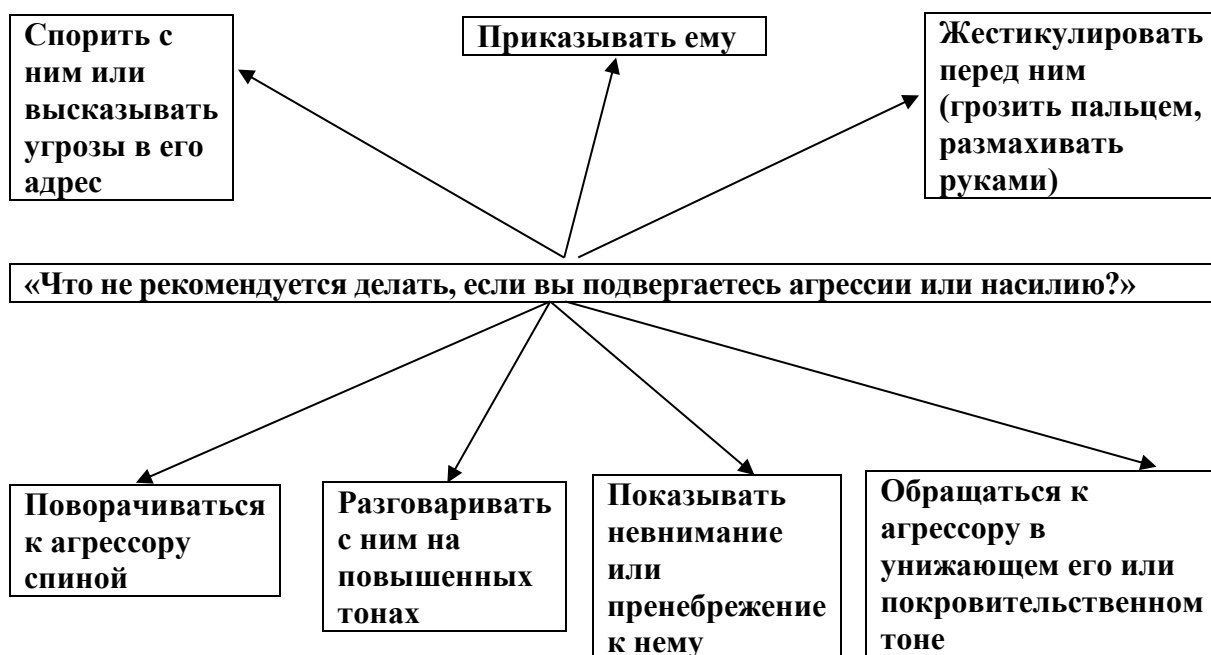 Спорить с
ним или
высказывать
угрозы в его
адрес
Приказывать ему
Жестикулировать
перед ним
(грозить пальцем,
размахивать
руками)
«Что не рекомендуется делать, если вы подвергаетесь агрессии или насилию?»
Поворачиваться
к агрессору
спиной
Разговаривать
с ним на
повышенных
тонах
Показывать
невнимание
или
пренебрежение
к нему
Обращаться к
агрессору в
унижающем его или
покровительственном
тоне